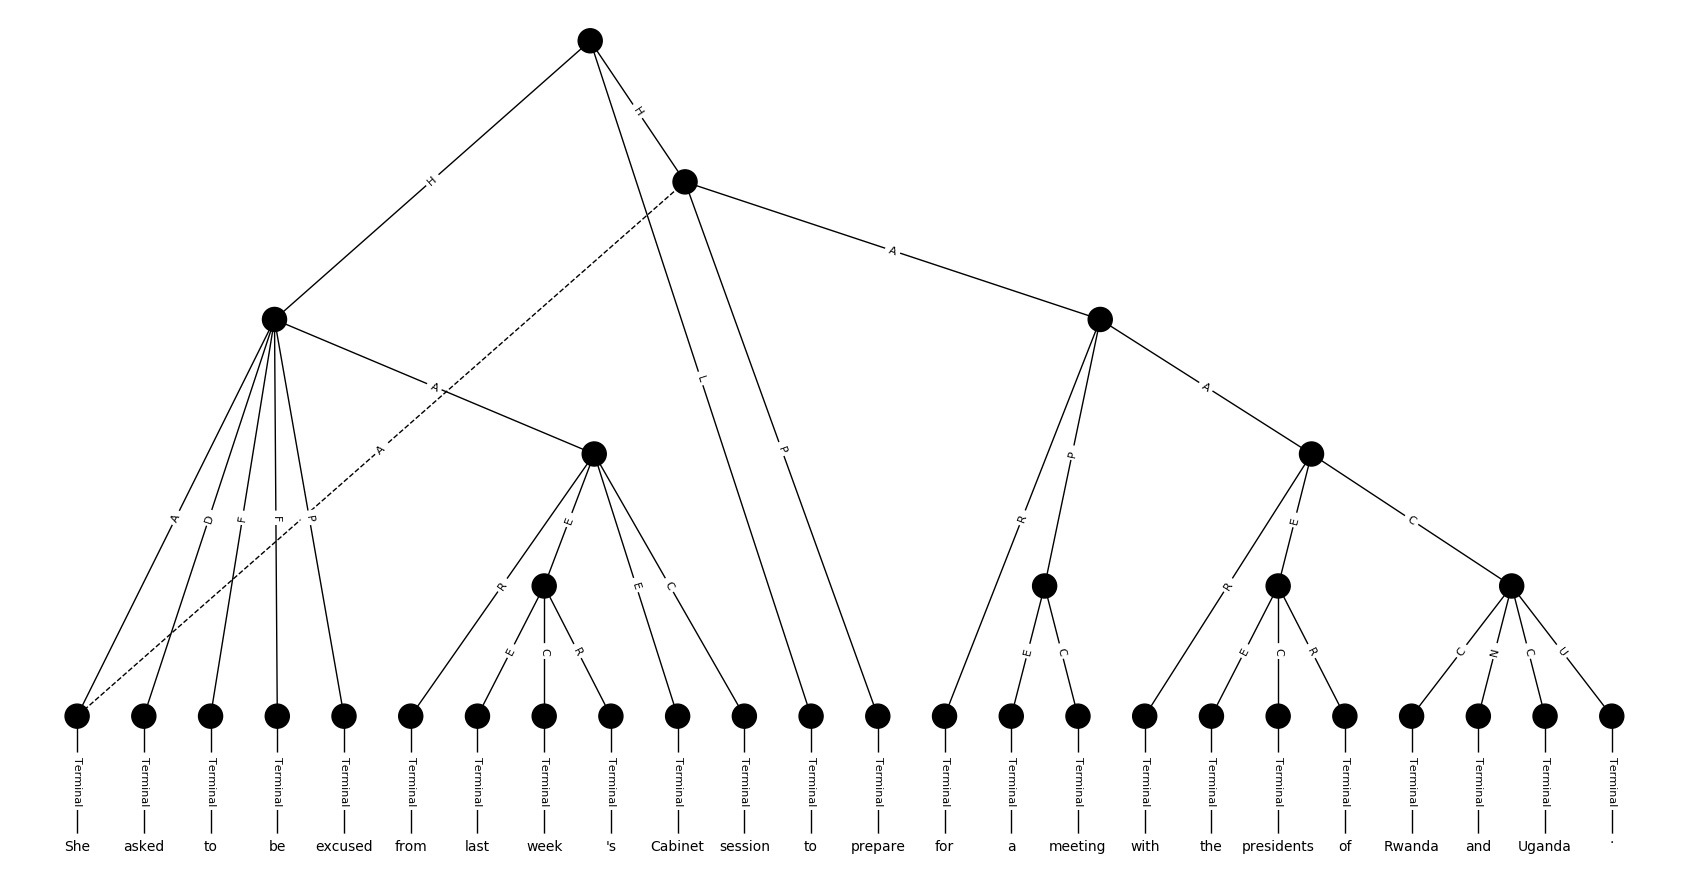 H
H
A
A
L
A
A
P
P
A
D
F
F
P
R
E
R
E
C
R
E
E
C
E
C
R
E
C
R
E
C
R
C
N
C
U
Terminal Terminal Terminal Terminal Terminal Terminal Terminal Terminal Terminal Terminal Terminal Terminal Terminal Terminal Terminal Terminal Terminal Terminal Terminal Terminal Terminal Terminal Terminal Terminal
She asked to be excused from last week 's Cabinet session to prepare for a meeting with the presidents of Rwanda and Uganda .